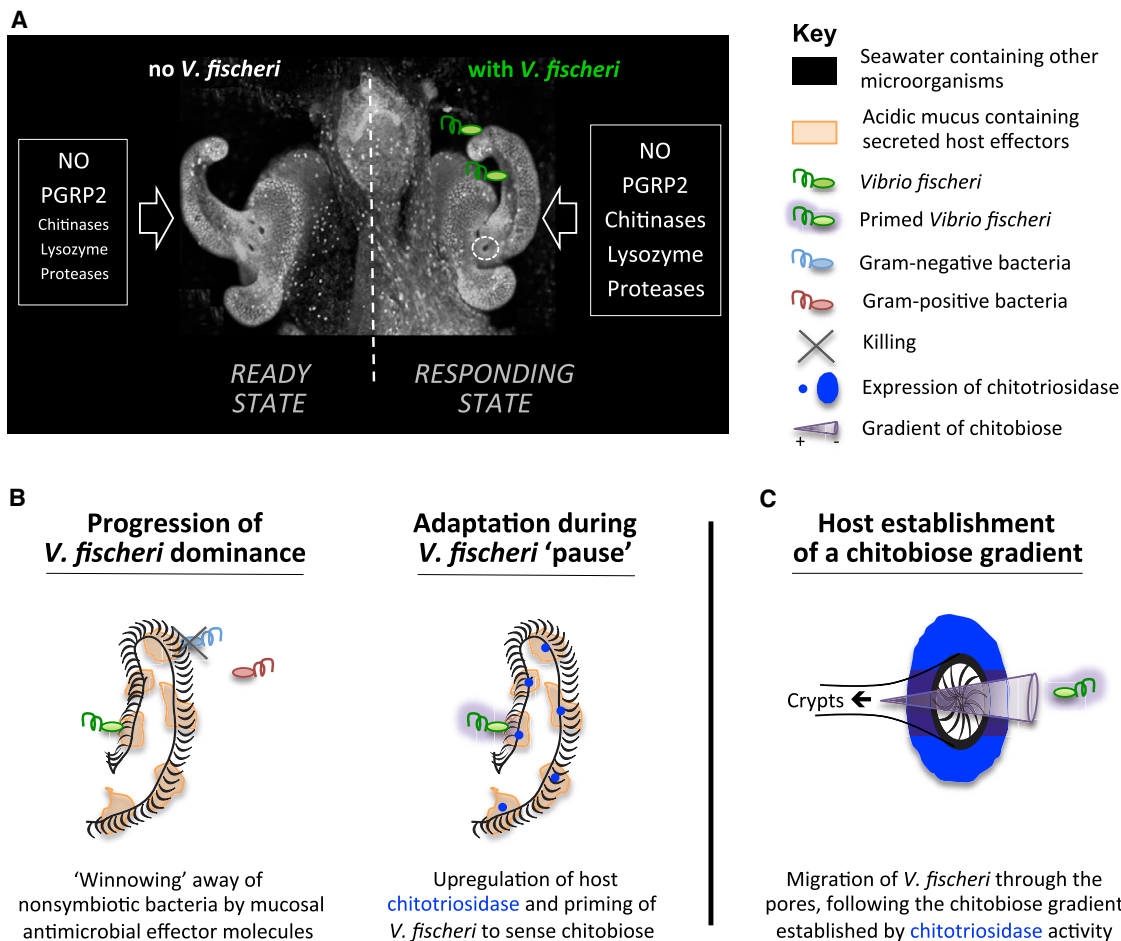 A
no V. fischeri
with V. fischeri
NO
PGRP2
Chitinases
Lysozyme
Proteases
NO
PGRP2
Chitinases
Lysozyme
Proteases
READY
STATE
RESPONDING
STATE
Key
Seawater containing other
microorganisms
Acidic mucus containing
secreted host effectors
Vibrio fischeri
Primed Vibrio fischeri
Gram-negative bacteria
Gram-positive bacteria
Killing
Expression of chitotriosidase
Gradient of chitobiose
+ -
B
Progression of
V. fischeri dominance
Adaptation during
V. fischeri ‘pause’
‘Winnowing’ away of
nonsymbiotic bacteria by mucosal
antimicrobial effector molecules
Upregulation of host
chitotriosidase and priming of
V. fischeri to sense chitobiose
C
Host establishment
of a chitobiose gradient
Crypts
Migration of V. fischeri through the
pores, following the chitobiose gradient
established by chitotriosidase activity